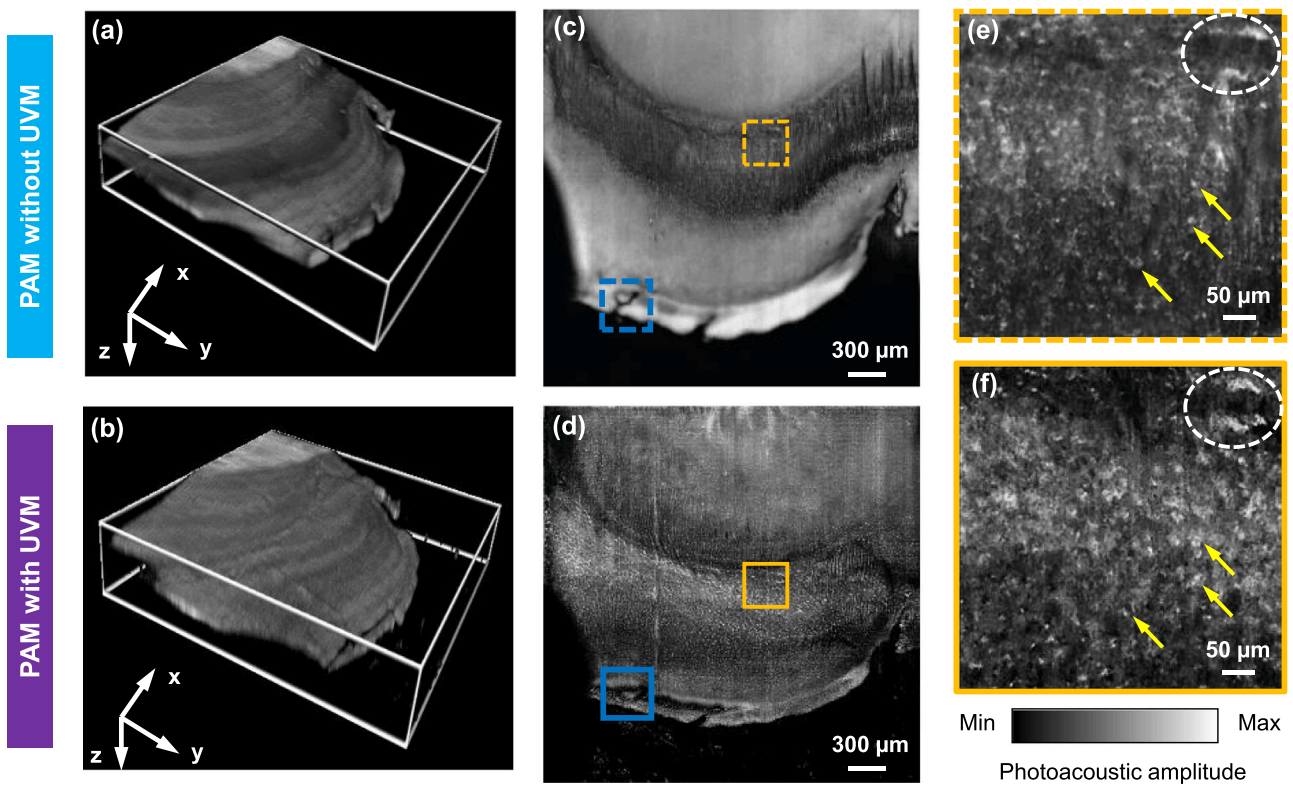 PAM without UVM
(a)
x
y
z
(c)
300 µm
(e)
50 µm
PAM with UVM
(b)
x
y
z
(d)
300 µm
(f)
50 µm
Min
Max
Photoacoustic amplitude